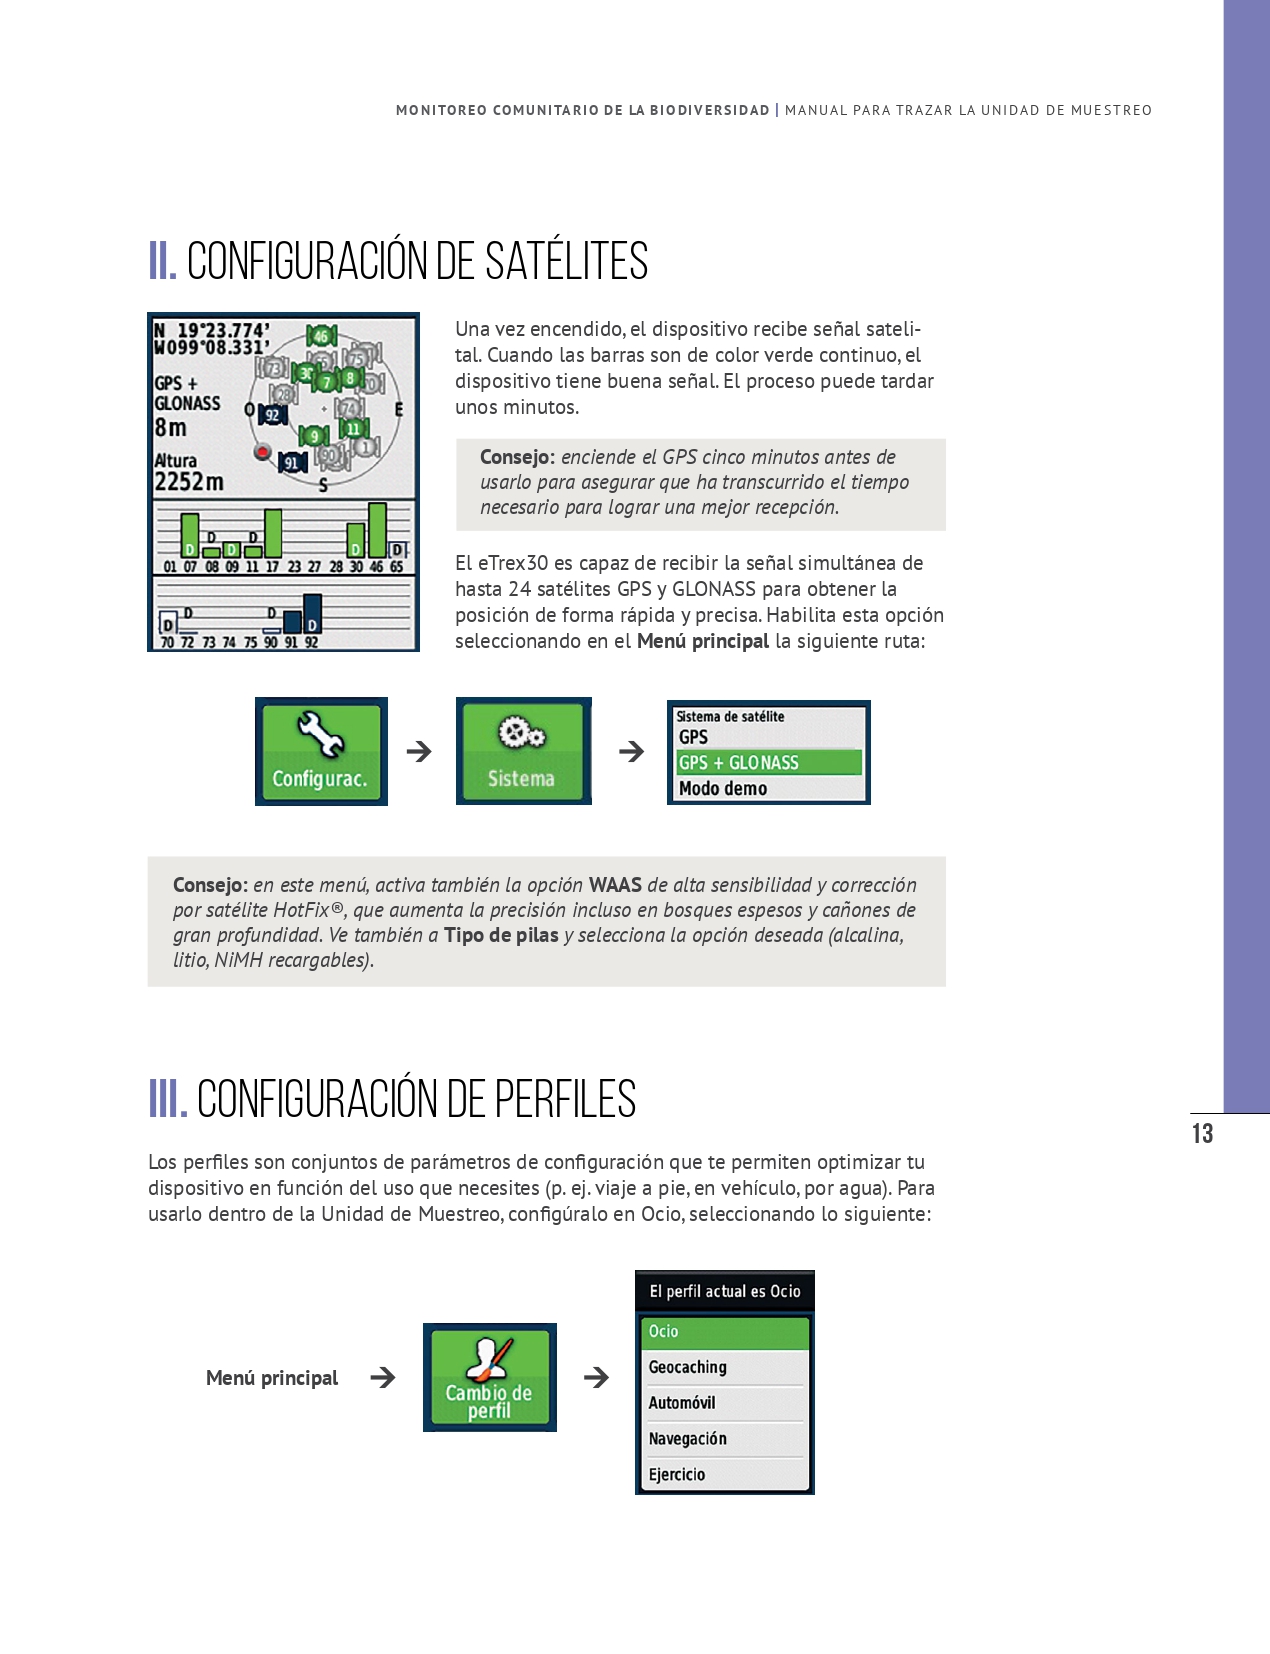 MONITOREO COMUNITARIO DE LA BIODIVERSIDAD | MANUAL PARA TRAZAR LA UNIDAD DE MUESTREO
II. CONFIGURACIÓN DE SATÉLITES
N 19°23.774'
W099°08.331'
GPS +
GLONASS
8m
Altura
2252m
46
73
75
7
8
28
92
O
E
74
9
11
91
90
1
S
D D D D D D
01 07 08 09 11 17 23 27 28 30 46 65
D D D D
70 72 73 74 75 90 91 92
Una vez encendido, el dispositivo recibe señal sateli-
tal. Cuando las barras son de color verde continuo, el
dispositivo tiene buena señal. El proceso puede tardar
unos minutos.
Consejo: enciende el GPS cinco minutos antes de
usarlo para asegurar que ha transcurrido el tiempo
necesario para lograr una mejor recepción.
El eTrex30 es capaz de recibir la señal simultánea de
hasta 24 satélites GPS y GLONASS para obtener la
posición de forma rápida y precisa. Habilita esta opción
seleccionando en el Menú principal la siguiente ruta:
Configurac.
Sistema
Sistema de satélite
GPS
GPS + GLONASS
Modo demo
Consejo: en este menú, activa también la opción WAAS de alta sensibilidad y corrección
por satélite HotFix®, que aumenta la precisión incluso en bosques espesos y cañones de
gran profundidad. Ve también a Tipo de pilas y selecciona la opción deseada (alcalina,
litio, NiMH recargables).
III. CONFIGURACIÓN DE PERFILES
13
Los perfiles son conjuntos de parámetros de configuración que te permiten optimizar tu
dispositivo en función del uso que necesites (p. ej. viaje a pie, en vehículo, por agua). Para
usarlo dentro de la Unidad de Muestreo, configúralo en Ocio, seleccionando lo siguiente:
Menú principal
Cambio de
perfil
El perfil actual es Ocio
Ocio
Geocaching
Automóvil
Navegación
Ejercicio